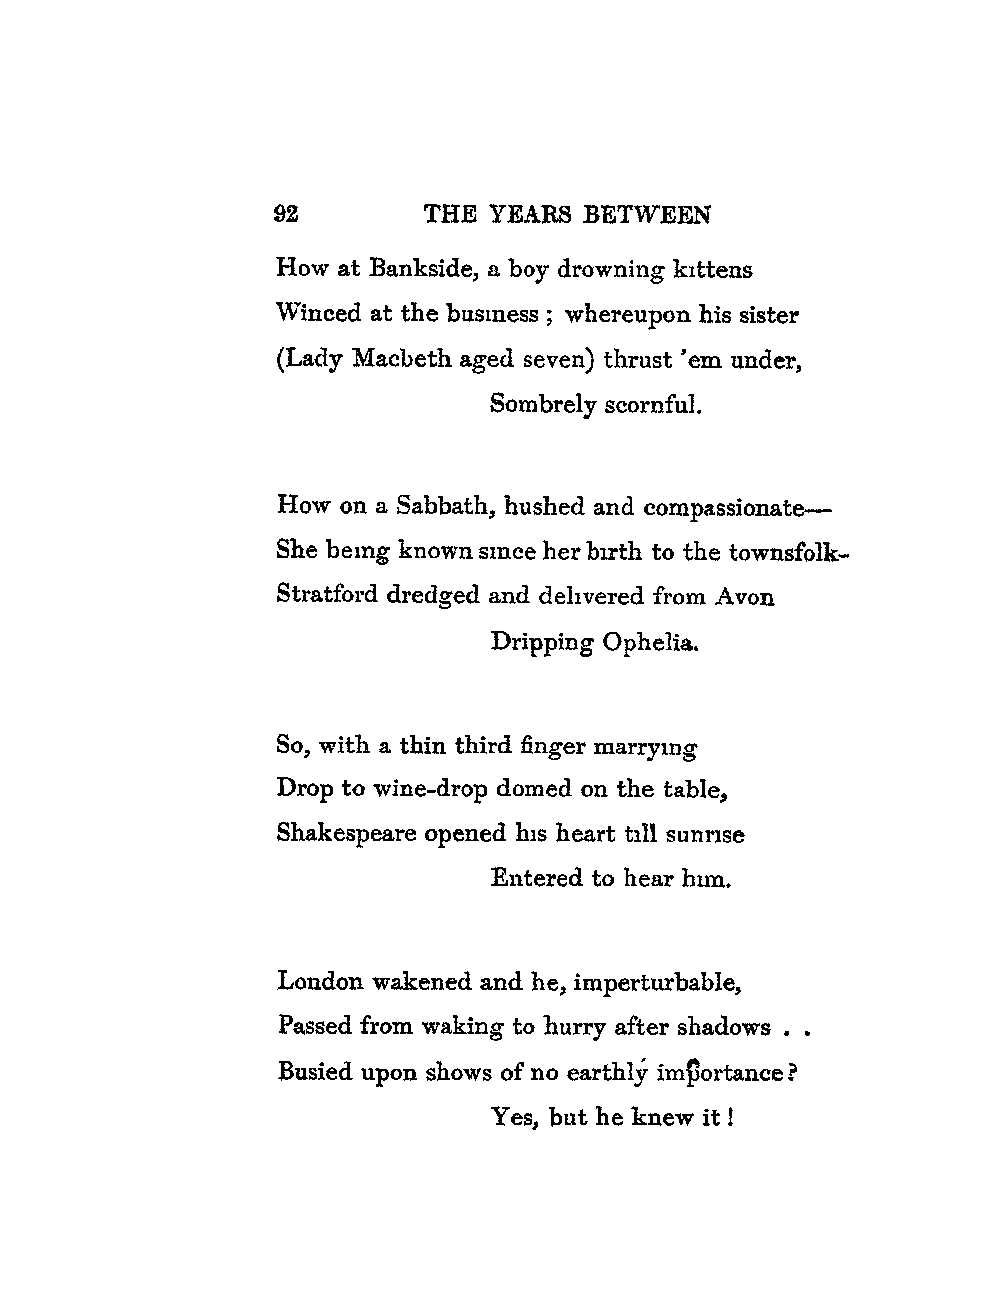 92 THE YEARS BETWEEN
How at Bankside, a boy drowning kittens
Winced at the business ; whereupon his sister
(Lady Macbeth aged seven) thrust 'em under,
Sombrely scornful.
How on a Sabbath, hushed and compassionate—
She being known since her birth to the townsfolk-
Stratford dredged and delivered from Avon
Dripping Ophelia.
So, with a thin third finger marrying
Drop to wine-drop domed on the table,
Shakespeare opened his heart till sunrise
Entered to hear him.
London wakened and he, imperturbable,
Passed from waking to hurry after shadows . .
Busied upon shows of no earthly importance?
Yes, but he knew it !